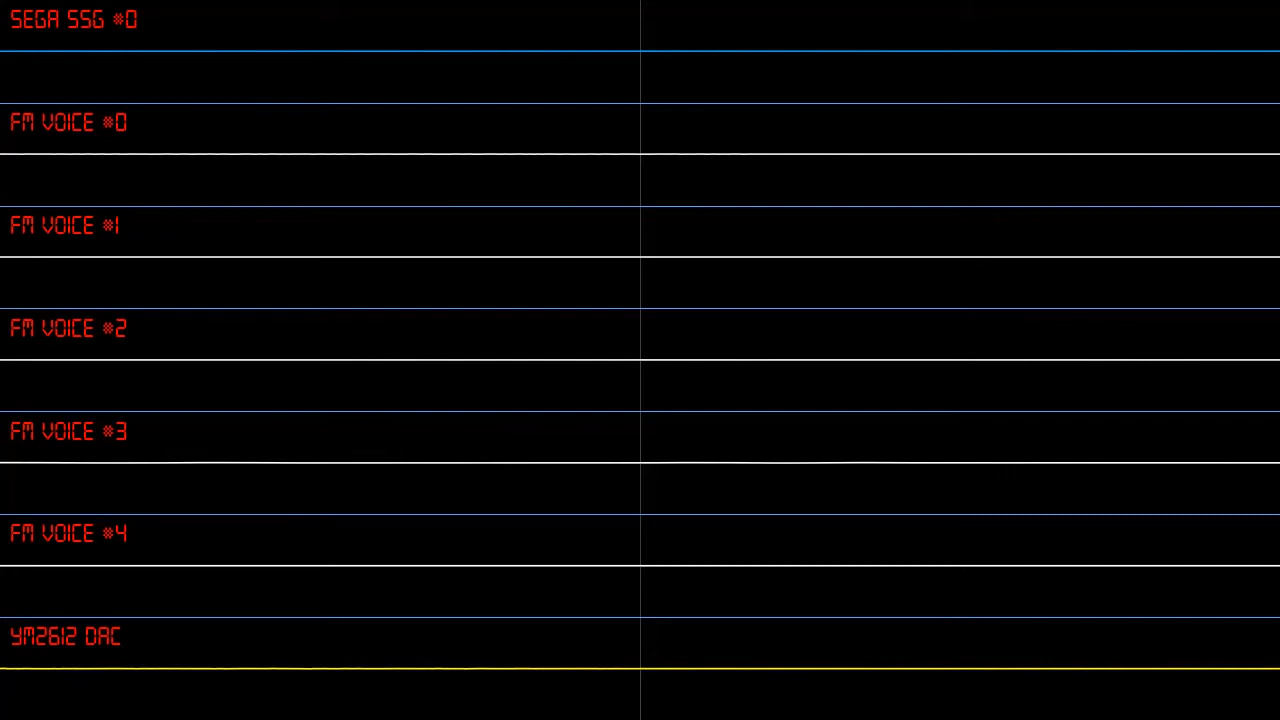 SEGA SSG #0
FM VOICE #0
FM VOICE #1
FM VOICE #2
FM VOICE #3
FM VOICE #4
YM2612 DAC